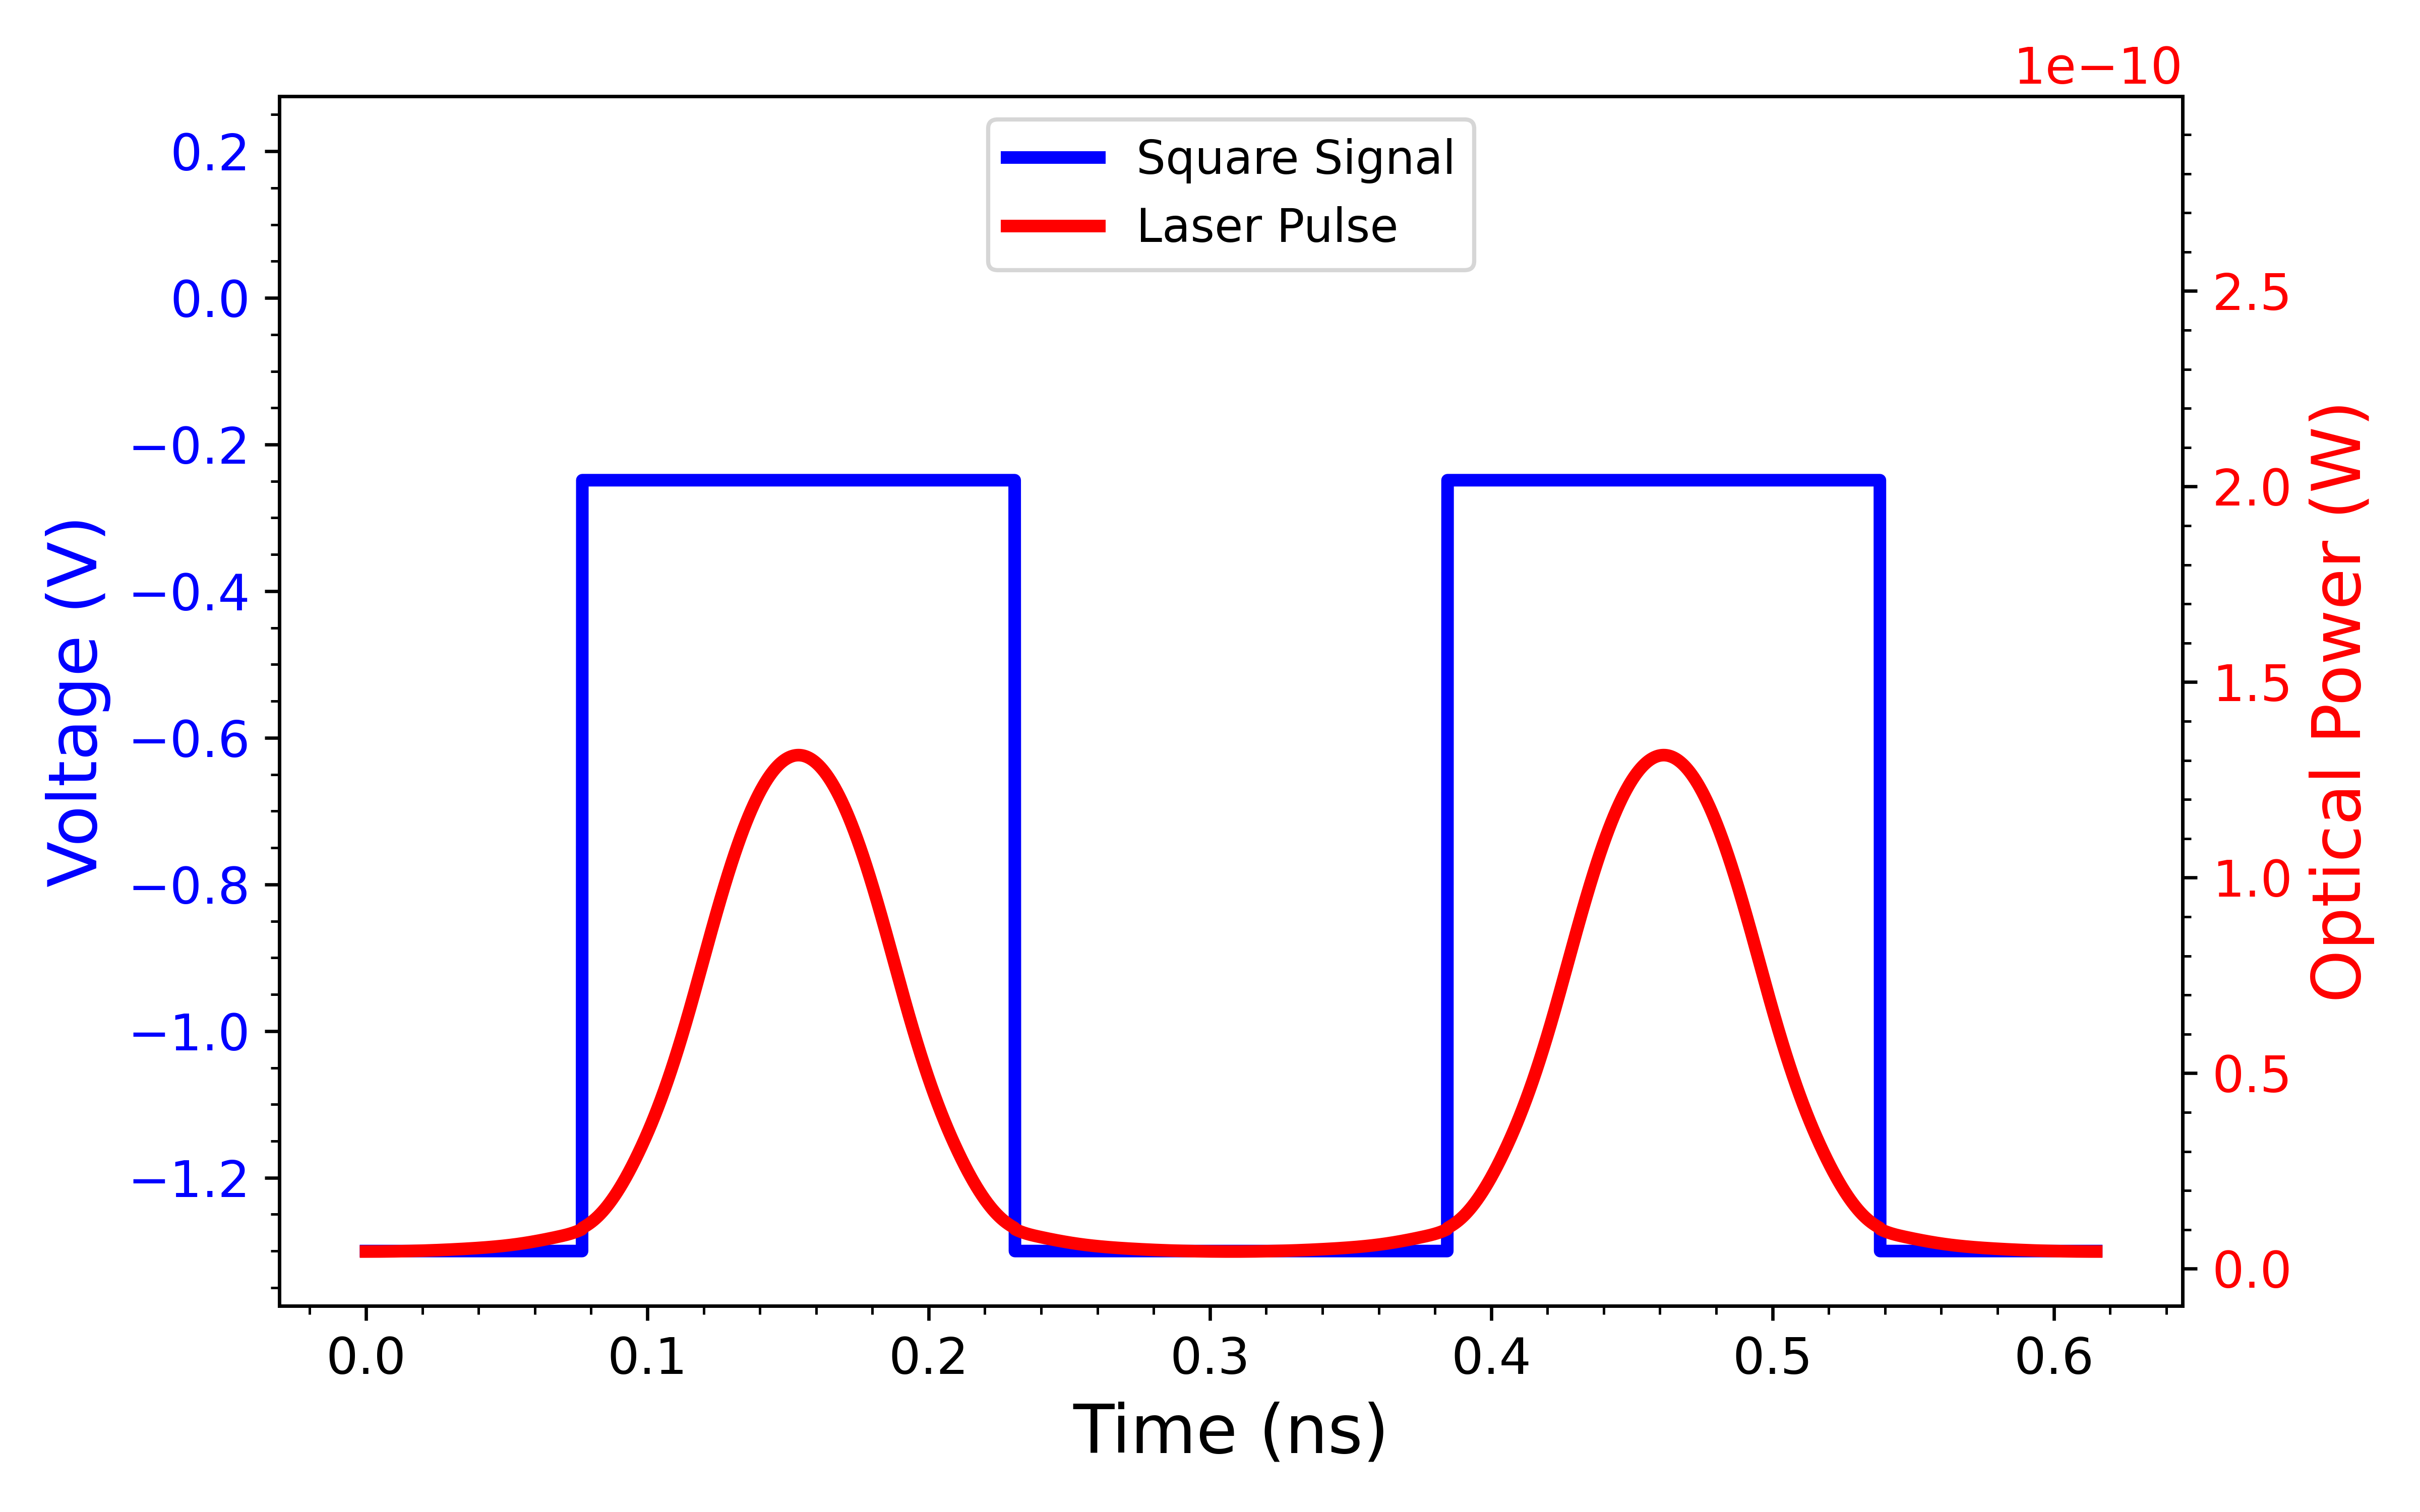 1e−10
Square Signal
Laser Pulse
0.2
0.0
−0.2
−0.4
−0.6
−0.8
−1.0
−1.2
Voltage (V)
2.5
2.0
1.5
1.0
0.5
0.0
Optical Power (W)
0.0 0.1 0.2 0.3 0.4 0.5 0.6
Time (ns)